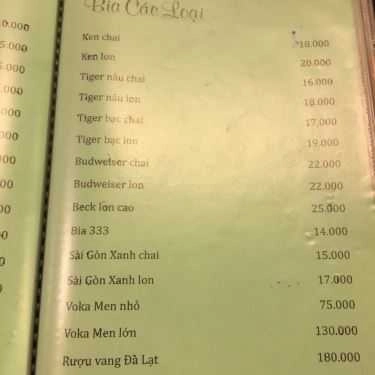 Bia Các Loại
Ken chai 18.000
Ken lon 20.000
Tiger nâu chai 16.000
Tiger nâu lon 18.000
Tiger bạc chai 17.000
Tiger bạc lon 19.000
Budweiser chai 22.000
Budweiser lon 22.000
Beck lon cao 25.000
Bia 333 14.000
Sài Gòn Xanh chai 15.000
Sài Gòn Xanh lon 17.000
Voka Men nhỏ 75.000
Voka Men lớn 130.000
Rượu vang Đà Lạt 180.000